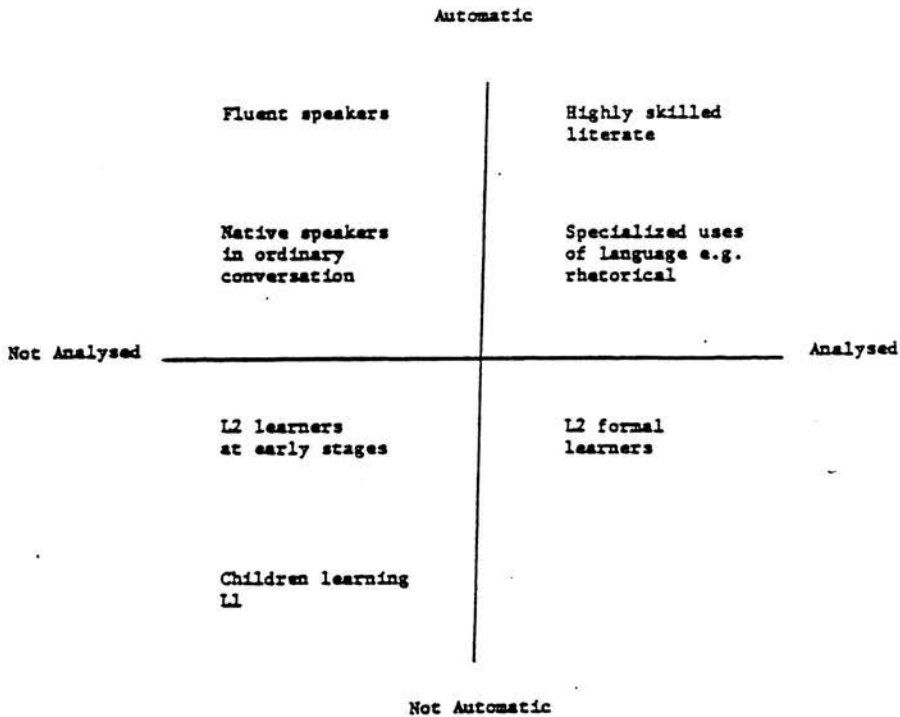 Automatic
Fluent speakers
Highly skilled
literate
Native speakers
in ordinary
conversation
Specialized uses
of language e.g.
rhetorical
Not Analysed
Analysed
L2 learners
at early stages
L2 formal
learners
Children learning
L1
Not Automatic